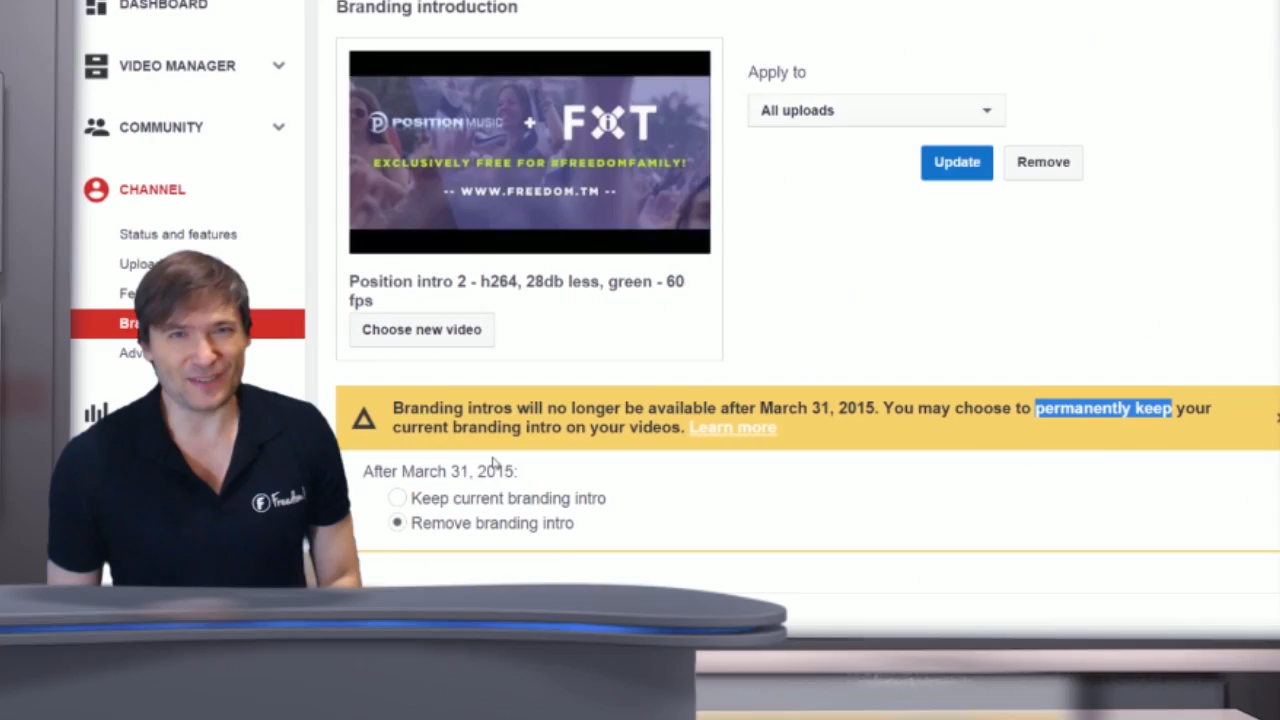 DASHBOARD
Branding introduction
VIDEO MANAGER
COMMUNITY
CHANNEL
Status and features
Uploa
Fe
Bra
Adv
POSITION MUSIC + FXT
EXCLUSIVELY FREE FOR #FREEDOMFAMILY!
-- WWW.FREEDOM.TM --
Apply to
All uploads
Update
Remove
Position intro 2 - h264, 28db less, green - 60
fps
Choose new video
Branding intros will no longer be available after March 31, 2015. You may choose to permanently keep your
current branding intro on your videos. Learn more
After March 31, 2015:
Keep current branding intro
Remove branding intro
Freedom!